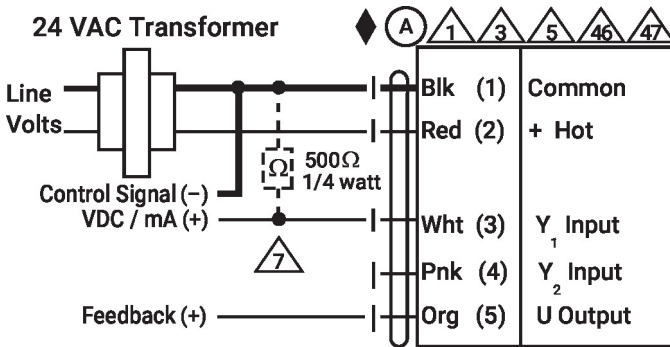 24 VAC Transformer
A 1 3 5 46 47
Line
Volts
Blk (1) Common
Red (2) + Hot
Ω 500Ω
1/4 watt
Control Signal (−)
VDC / mA (+)
7
Wht (3) Y1 Input
Pnk (4) Y2 Input
Feedback (+)
Org (5) U Output